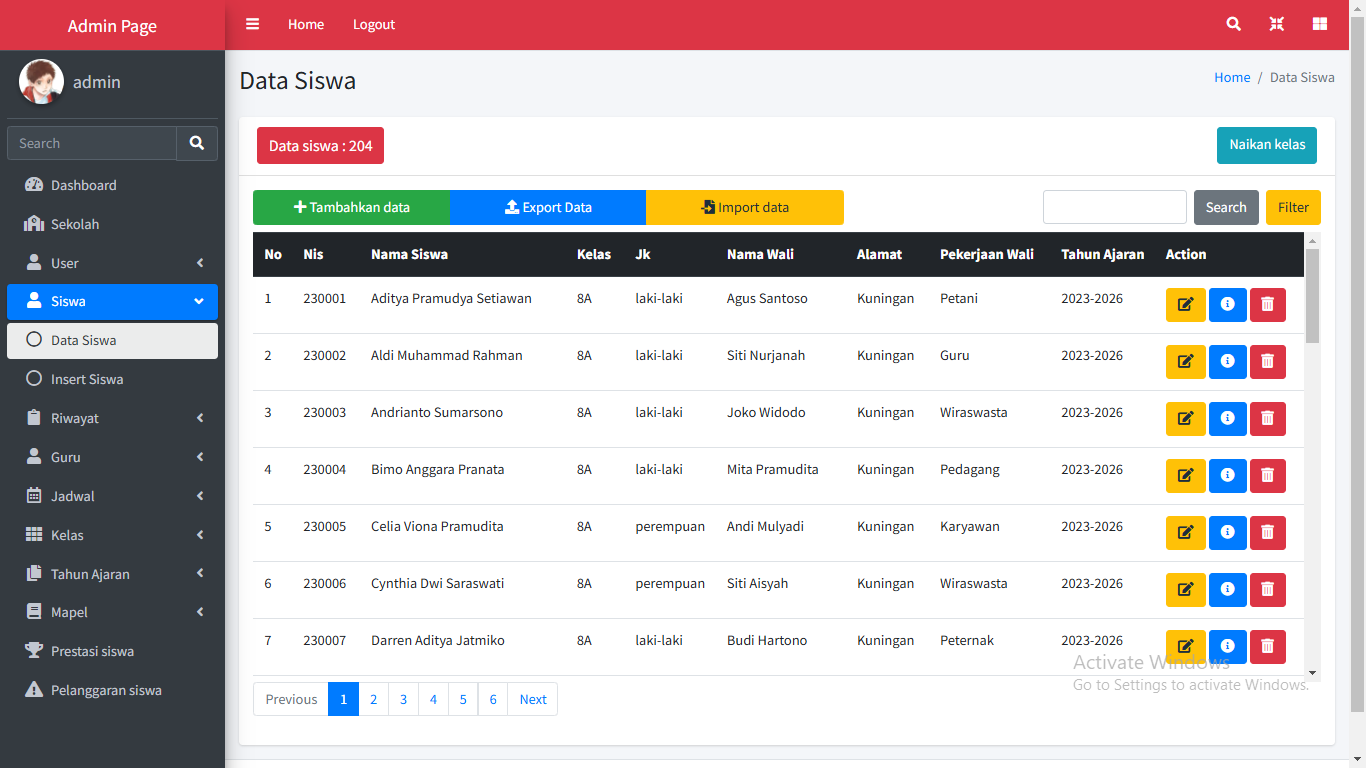 Admin Page
Home
Logout
admin
Search
Dashboard
Sekolah
User
Siswa
Data Siswa
Insert Siswa
Riwayat
Guru
Jadwal
Kelas
Tahun Ajaran
Mapel
Prestasi siswa
Pelanggaran siswa
Data Siswa
Home / Data Siswa
Data siswa : 204
Naikan kelas
Tambahkan data
Export Data
Import data
Search
Filter
No Nis Nama Siswa Kelas Jk Nama Wali Alamat Pekerjaan Wali Tahun Ajaran Action
1 230001 Aditya Pramudya Setiawan 8A laki-laki Agus Santoso Kuningan Petani 2023-2026
2 230002 Aldi Muhammad Rahman 8A laki-laki Siti Nurjanah Kuningan Guru 2023-2026
3 230003 Andrianto Sumarsono 8A laki-laki Joko Widodo Kuningan Wiraswasta 2023-2026
4 230004 Bimo Anggara Pranata 8A laki-laki Mita Pramudita Kuningan Pedagang 2023-2026
5 230005 Celia Viona Pramudita 8A perempuan Andi Mulyadi Kuningan Karyawan 2023-2026
6 230006 Cynthia Dwi Saraswati 8A perempuan Siti Aisyah Kuningan Wiraswasta 2023-2026
7 230007 Darren Aditya Jatmiko 8A laki-laki Budi Hartono Kuningan Peternak 2023-2026
Previous 1 2 3 4 5 6 Next
Activate Windows
Go to Settings to activate Windows.